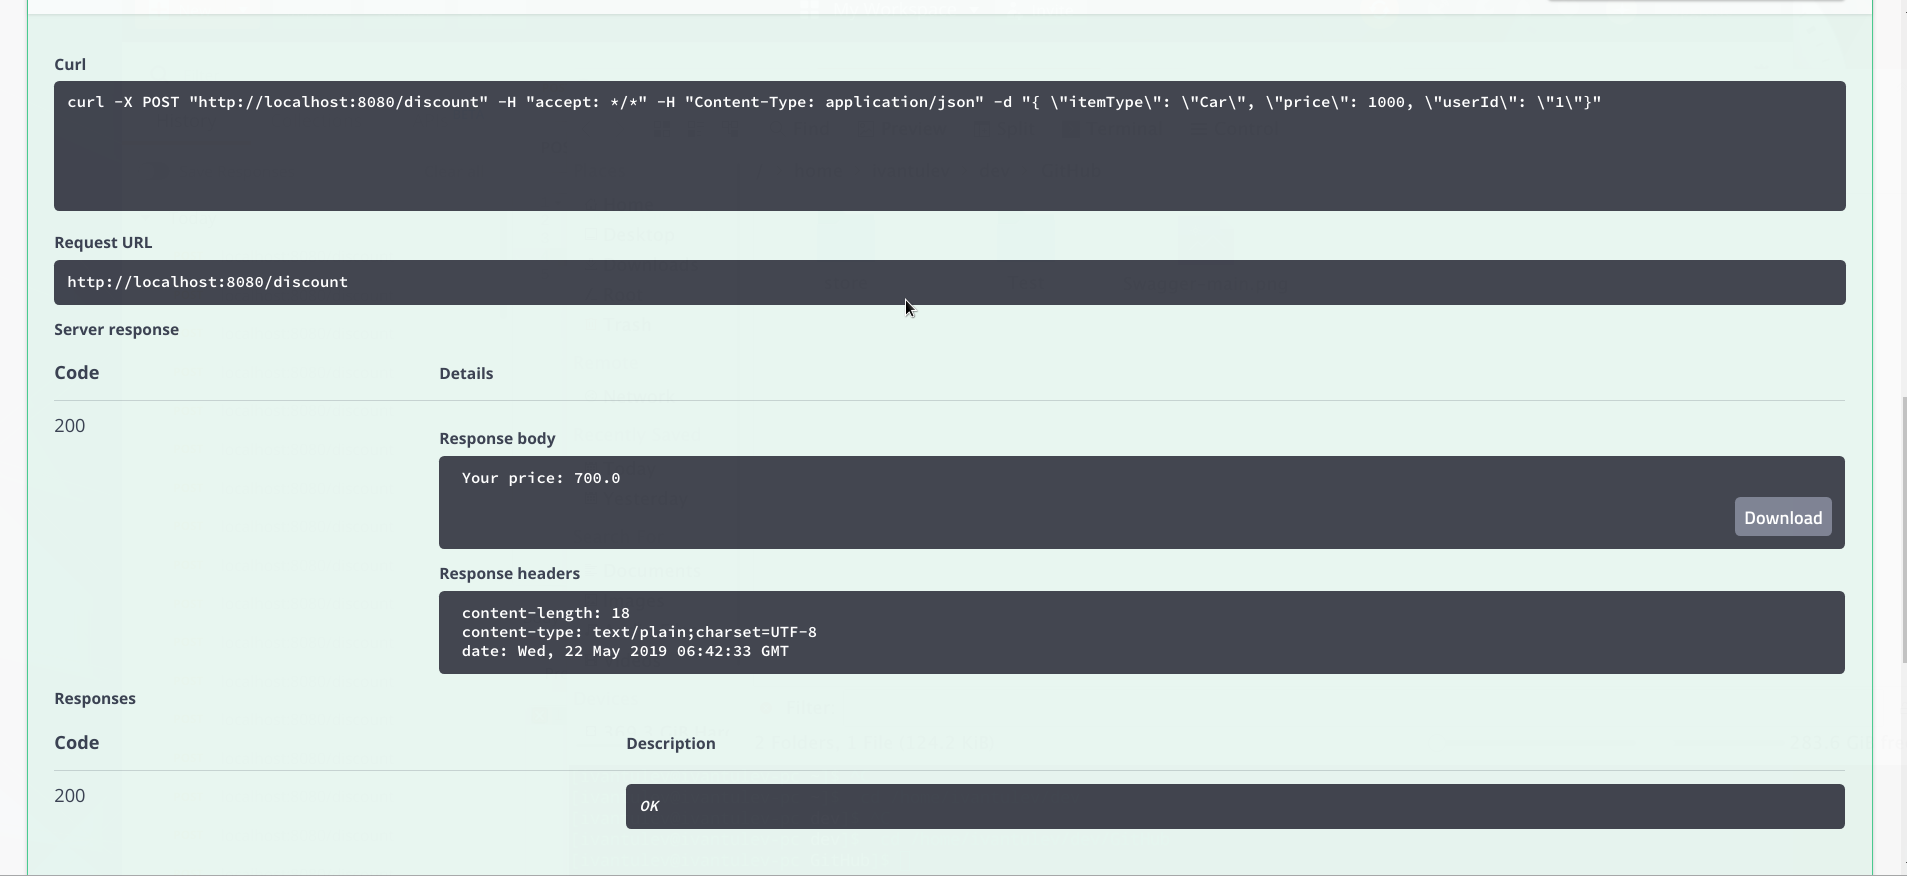 Curl
curl -X POST "http://localhost:8080/discount" -H "accept: */*" -H "Content-Type: application/json" -d "{ \"itemType\": \"Car\", \"price\": 1000, \"userId\": \"1\"}"
Request URL
http://localhost:8080/discount
Server response
Code Details
200
Response body
Your price: 700.0
Download
Response headers
content-length: 18
content-type: text/plain;charset=UTF-8
date: Wed, 22 May 2019 06:42:33 GMT
Responses
Code Description
200
OK